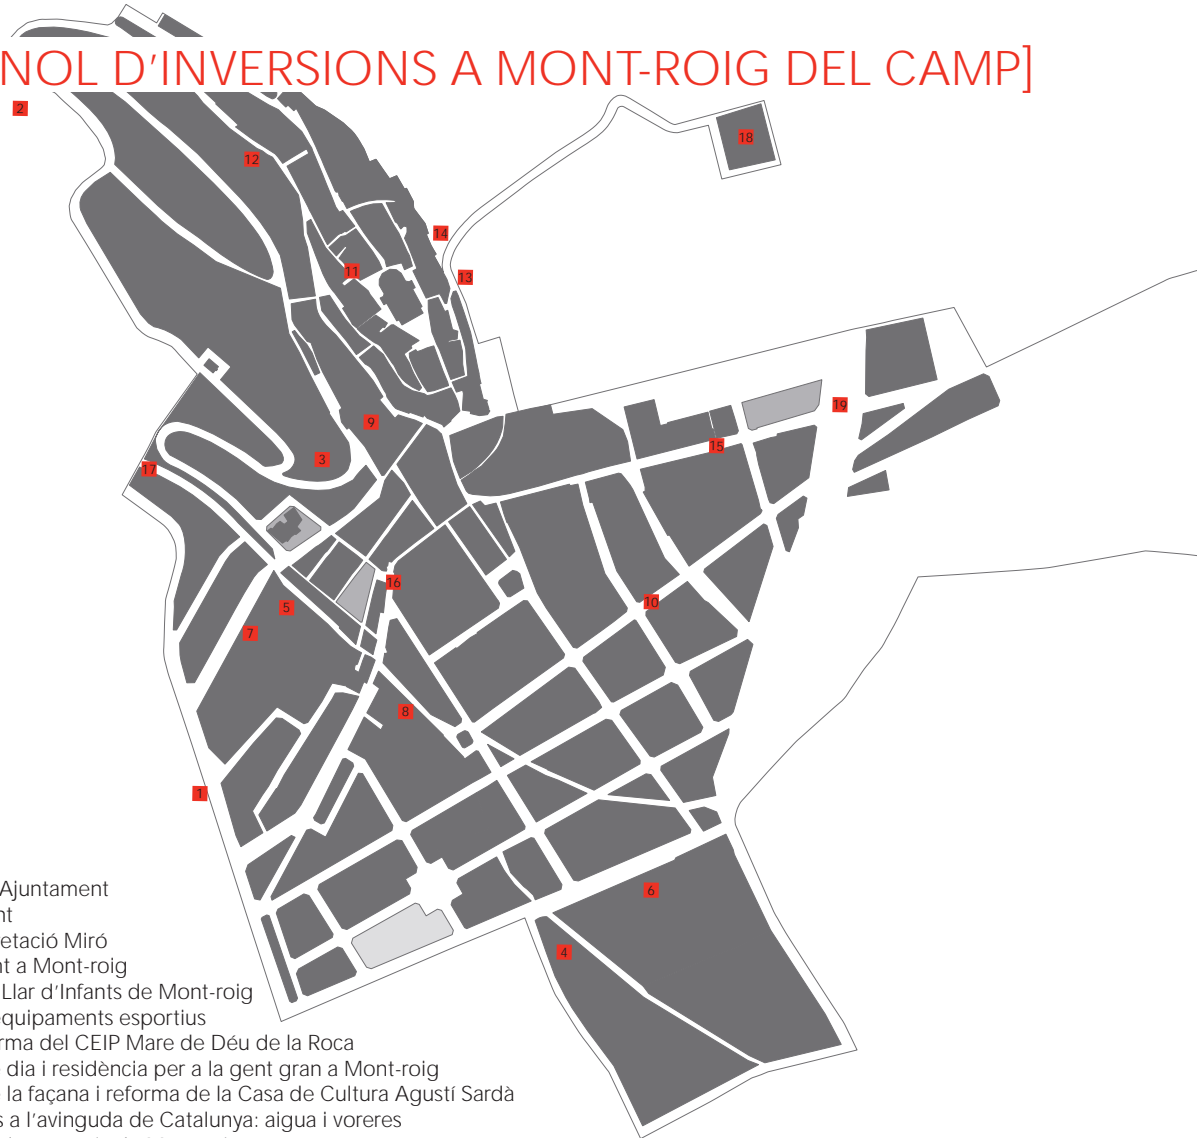 NOL D'INVERSIONS A MONT-ROIG DEL CAMP]
2
18
12
14
11
13
19
9
15
3
17
16
10
5
7
8
1
6
4
Ajuntament
nt
etació Miró
nt a Mont-roig
Llar d'Infants de Mont-roig
equipaments esportius
rma del CEIP Mare de Déu de la Roca
dia i residència per a la gent gran a Mont-roig
la façana i reforma de la Casa de Cultura Agustí Sardà
s a l'avinguda de Catalunya: aigua i voreres